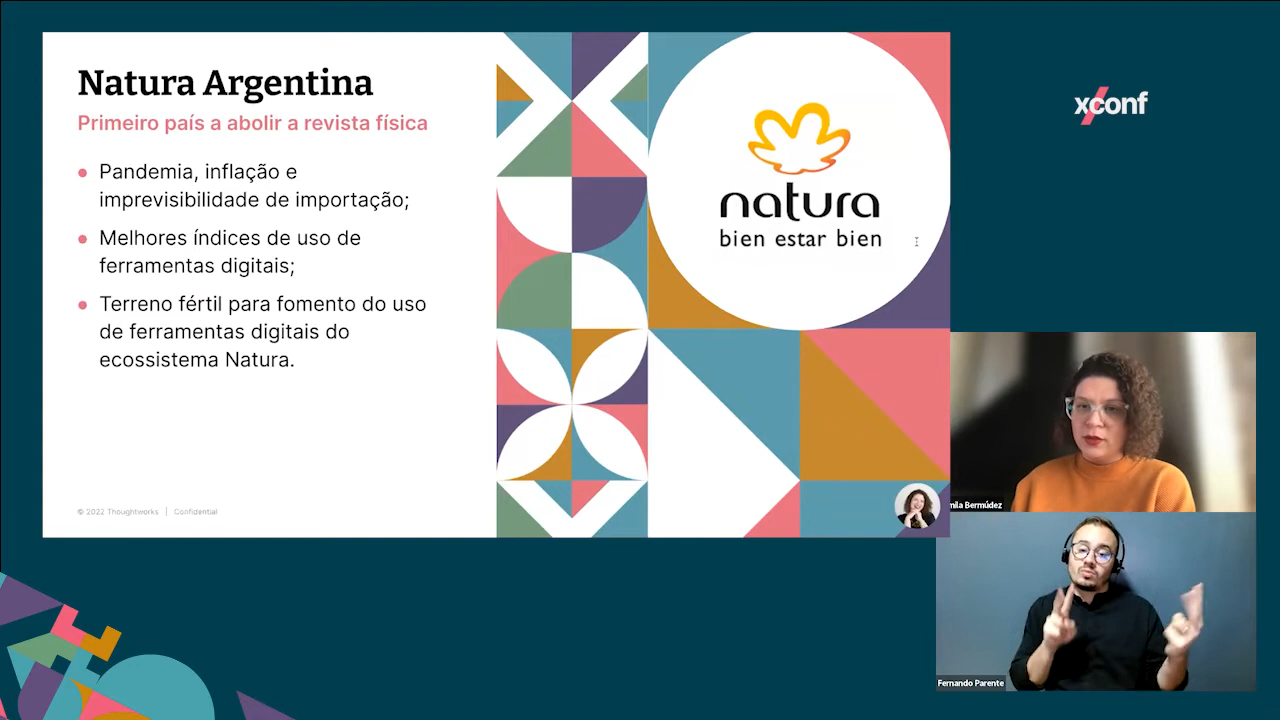 Natura Argentina
Primeiro país a abolir a revista física
Pandemia, inflação e
imprevisibilidade de importação;
Melhores índices de uso de
ferramentas digitais;
Terreno fértil para fomento do uso
de ferramentas digitais do
ecossistema Natura.
© 2022 Thoughtworks | Confidential
natura
bien estar bien
xconf
mila Bermúdez
Fernando Parente